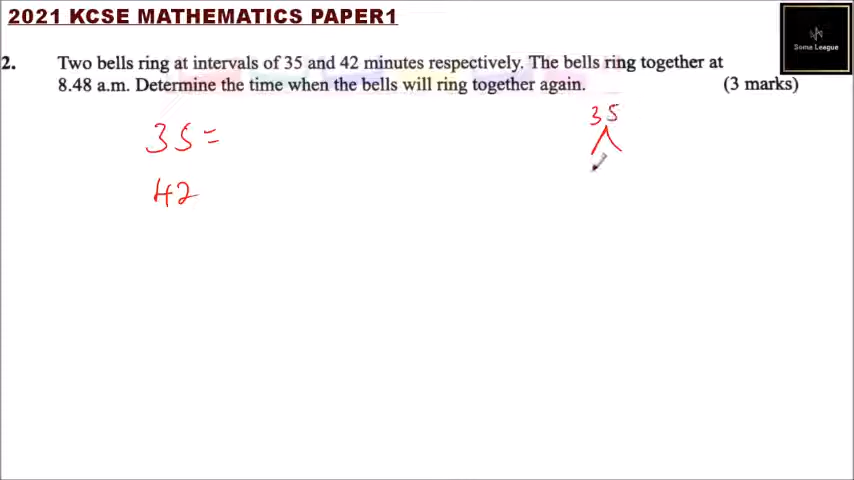 2021 KCSE MATHEMATICS PAPER1
Soma League
2. Two bells ring at intervals of 35 and 42 minutes respectively. The bells ring together at
8.48 a.m. Determine the time when the bells will ring together again. (3 marks)
35
35 =
42